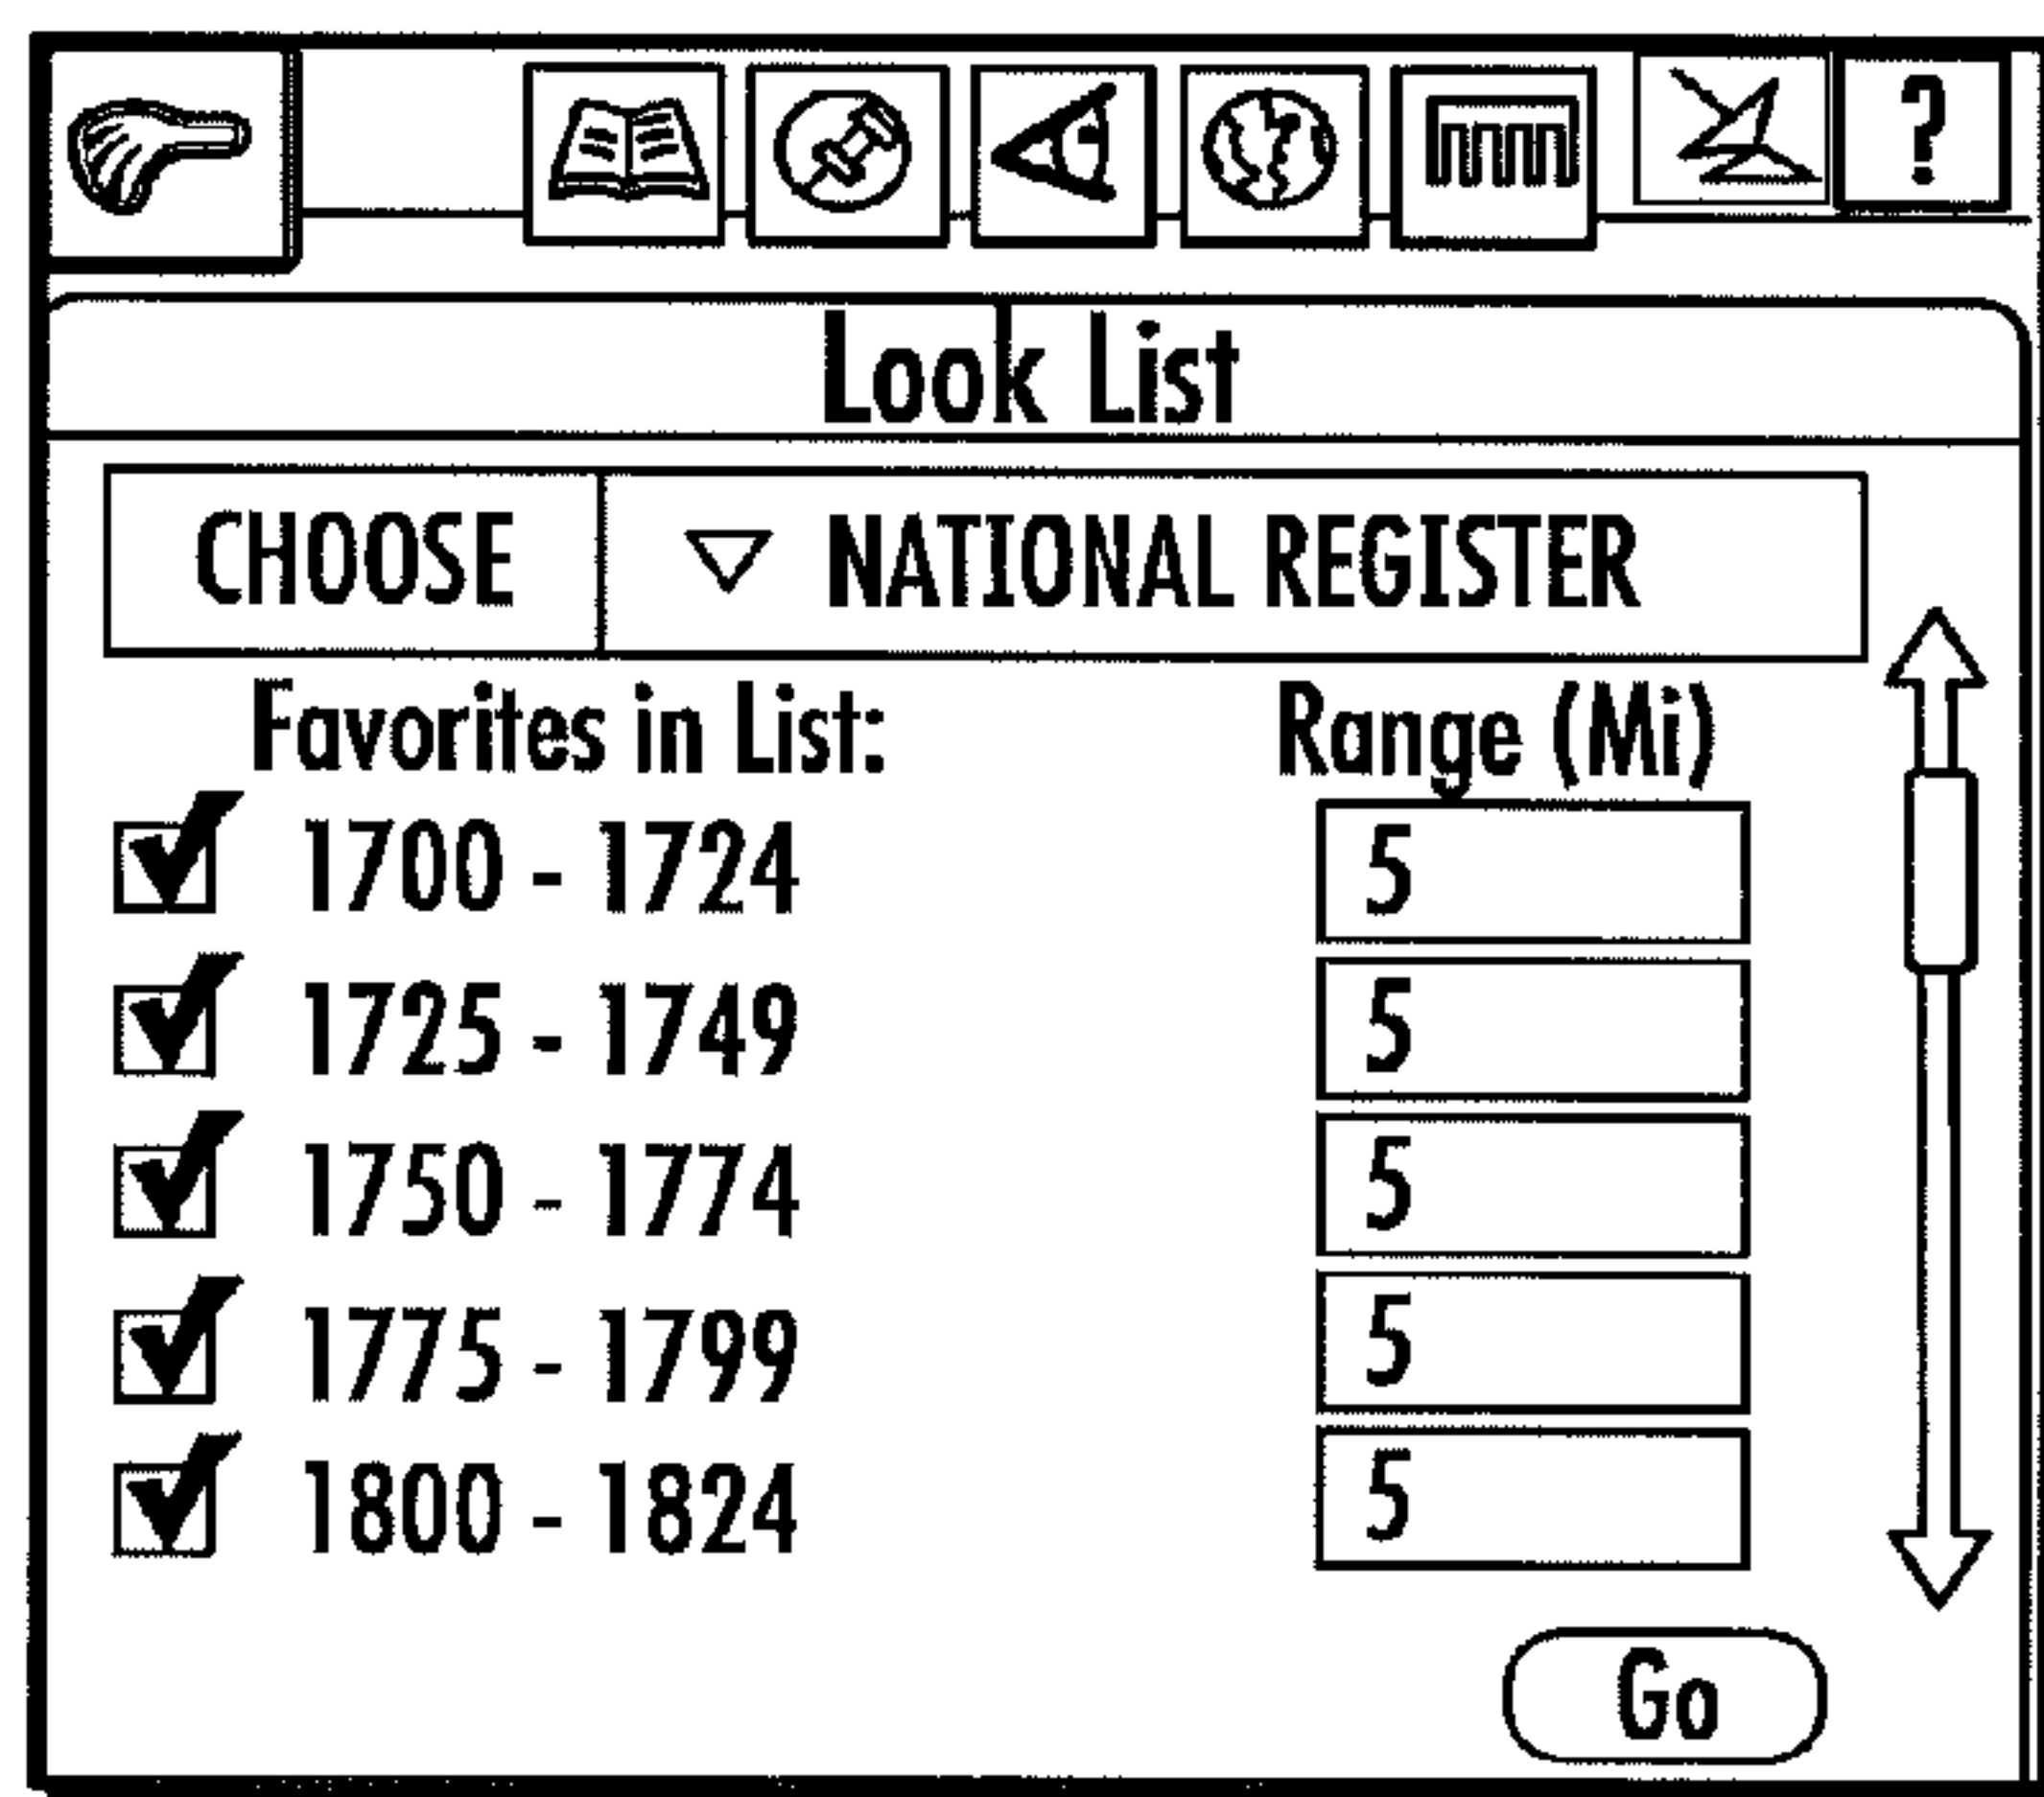 ?
Look List
CHOOSE ▽ NATIONAL REGISTER
Favorites in List: Range (Mi)
1700 - 1724 5
1725 - 1749 5
1750 - 1774 5
1775 - 1799 5
1800 - 1824 5
Go